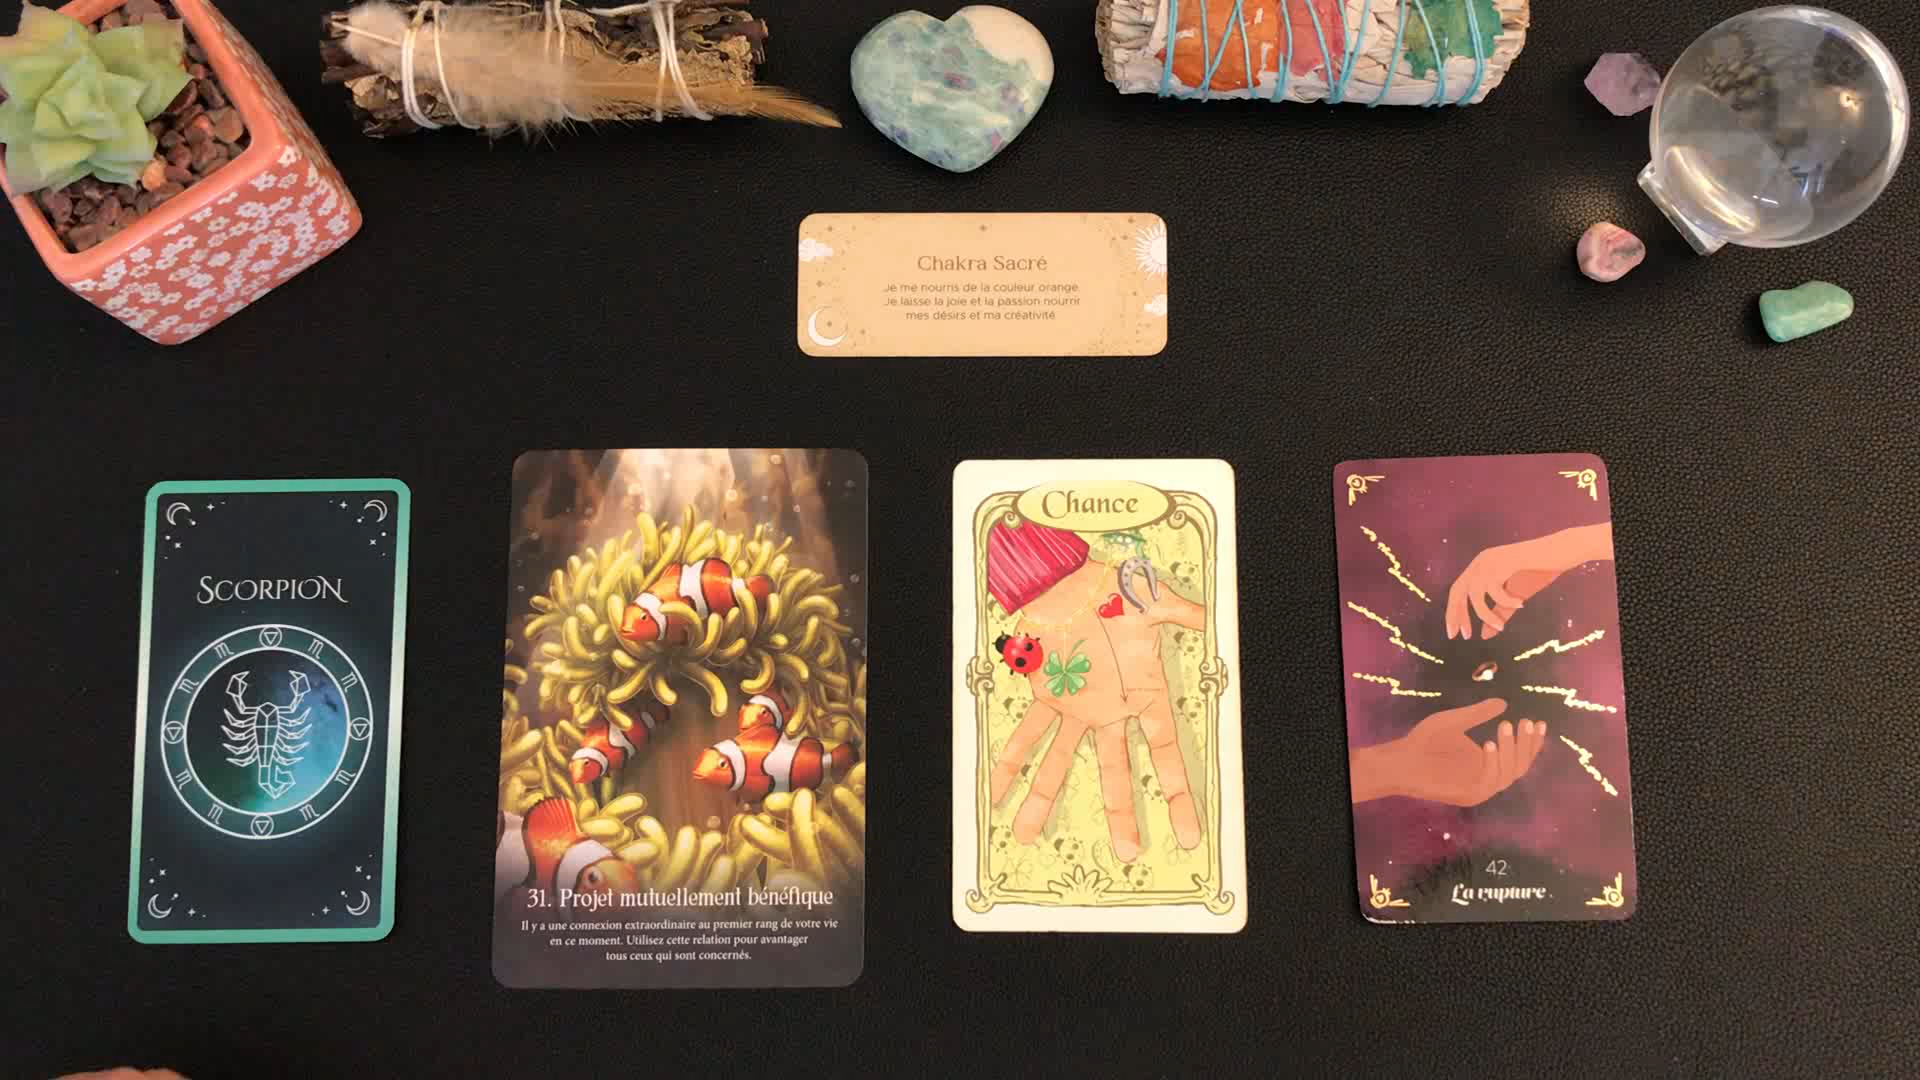 Chakra Sacré
Je me nourris de la couleur orange.
Je laisse la joie et la passion nourrir
mes désirs et ma créativité
SCORPION
31. Projet mutuellement bénéfique
Il y a une connexion extraordinaire au premier rang de votre vie
en ce moment. Utilisez cette relation pour avantager
tous ceux qui sont concernés.
Chance
42
La rupture